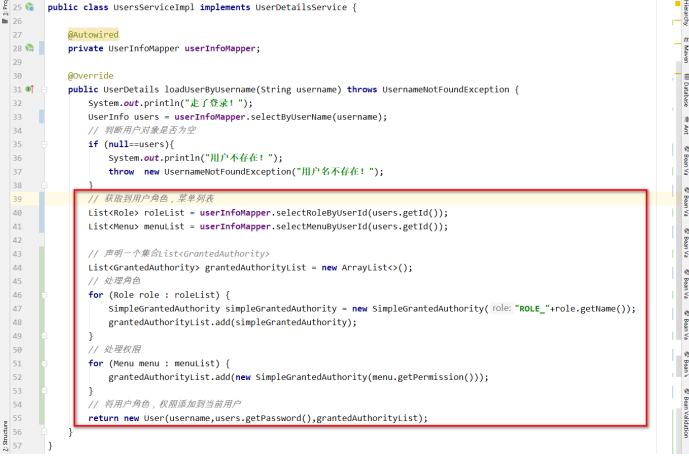 25 public class UsersServiceImpl implements UserDetailsService {
26
27 @Autowired
28 private UserInfoMapper userInfoMapper;
29
30 @Override
31 public UserDetails loadUserByUsername(String username) throws UsernameNotFoundException {
32 System.out.println("走了登录！");
33 UserInfo users = userInfoMapper.selectByUserName(username);
34 // 判断用户对象是否为空
35 if (null==users){
36 System.out.println("用户不存在！");
37 throw new UsernameNotFoundException("用户名不存在！");
38 }
39 // 获取到用户角色，菜单列表
40 List<Role> roleList = userInfoMapper.selectRoleByUserId(users.getId());
41 List<Menu> menuList = userInfoMapper.selectMenuByUserId(users.getId());
42
43 // 声明一个集合List<GrantedAuthority>
44 List<GrantedAuthority> grantedAuthorityList = new ArrayList<>();
45 // 处理角色
46 for (Role role : roleList) {
47 SimpleGrantedAuthority simpleGrantedAuthority = new SimpleGrantedAuthority( role: "ROLE_"+role.getName());
48 grantedAuthorityList.add(simpleGrantedAuthority);
49 }
50 // 处理权限
51 for (Menu menu : menuList) {
52 grantedAuthorityList.add(new SimpleGrantedAuthority(menu.getPermission()));
53 }
54 // 将用户角色，权限添加到当前用户
55 return new User(username,users.getPassword(),grantedAuthorityList);
56 }
57 }
2: Structure
Hierarchy
Maven
Database
Ant
Bean Va
Bean Va
Bean Va
Bean Va
Bean Va
Bean Va
Bean Validation